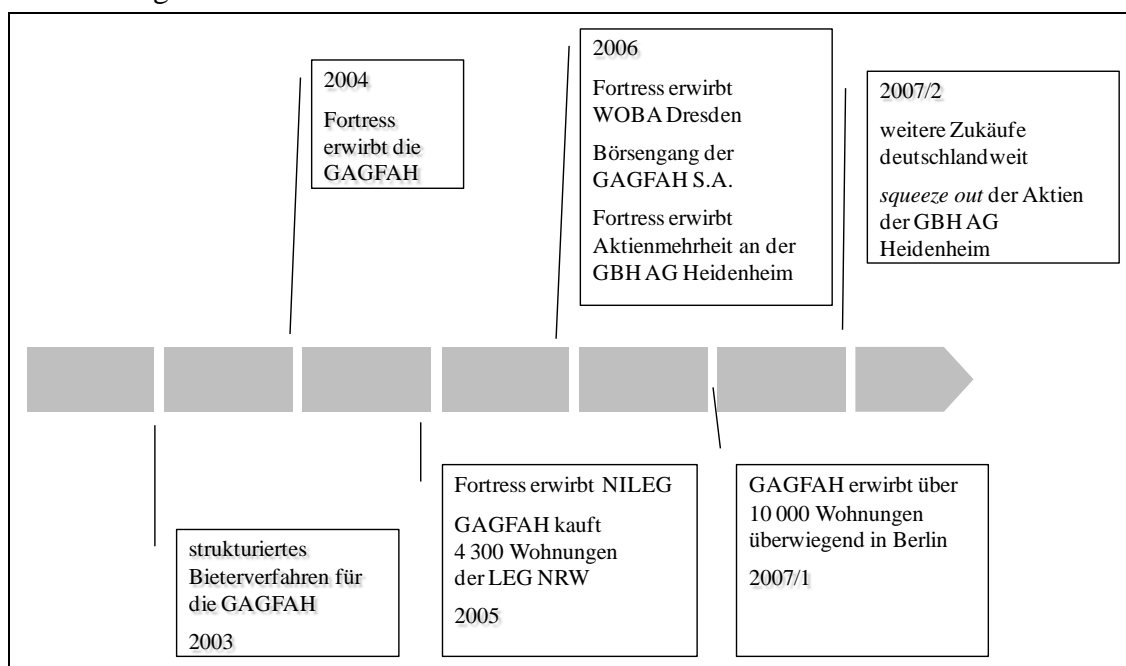 2004
Fortress
erwirbt die
GAGFAH
2006
Fortress erwirbt
WOBA Dresden
Börsengang der
GAGFAH S.A.
Fortress erwirbt
Aktienmehrheit an der
GBH AG Heidenheim
2007/2
weitere Zukäufe
deutschlandweit
squeeze out der Aktien
der GBH AG
Heidenheim
strukturiertes
Bieterverfahren für
die GAGFAH
2003
Fortress erwirbt NILEG
GAGFAH kauft
4 300 Wohnungen
der LEG NRW
2005
GAGFAH erwirbt über
10 000 Wohnungen
überwiegend in Berlin
2007/1